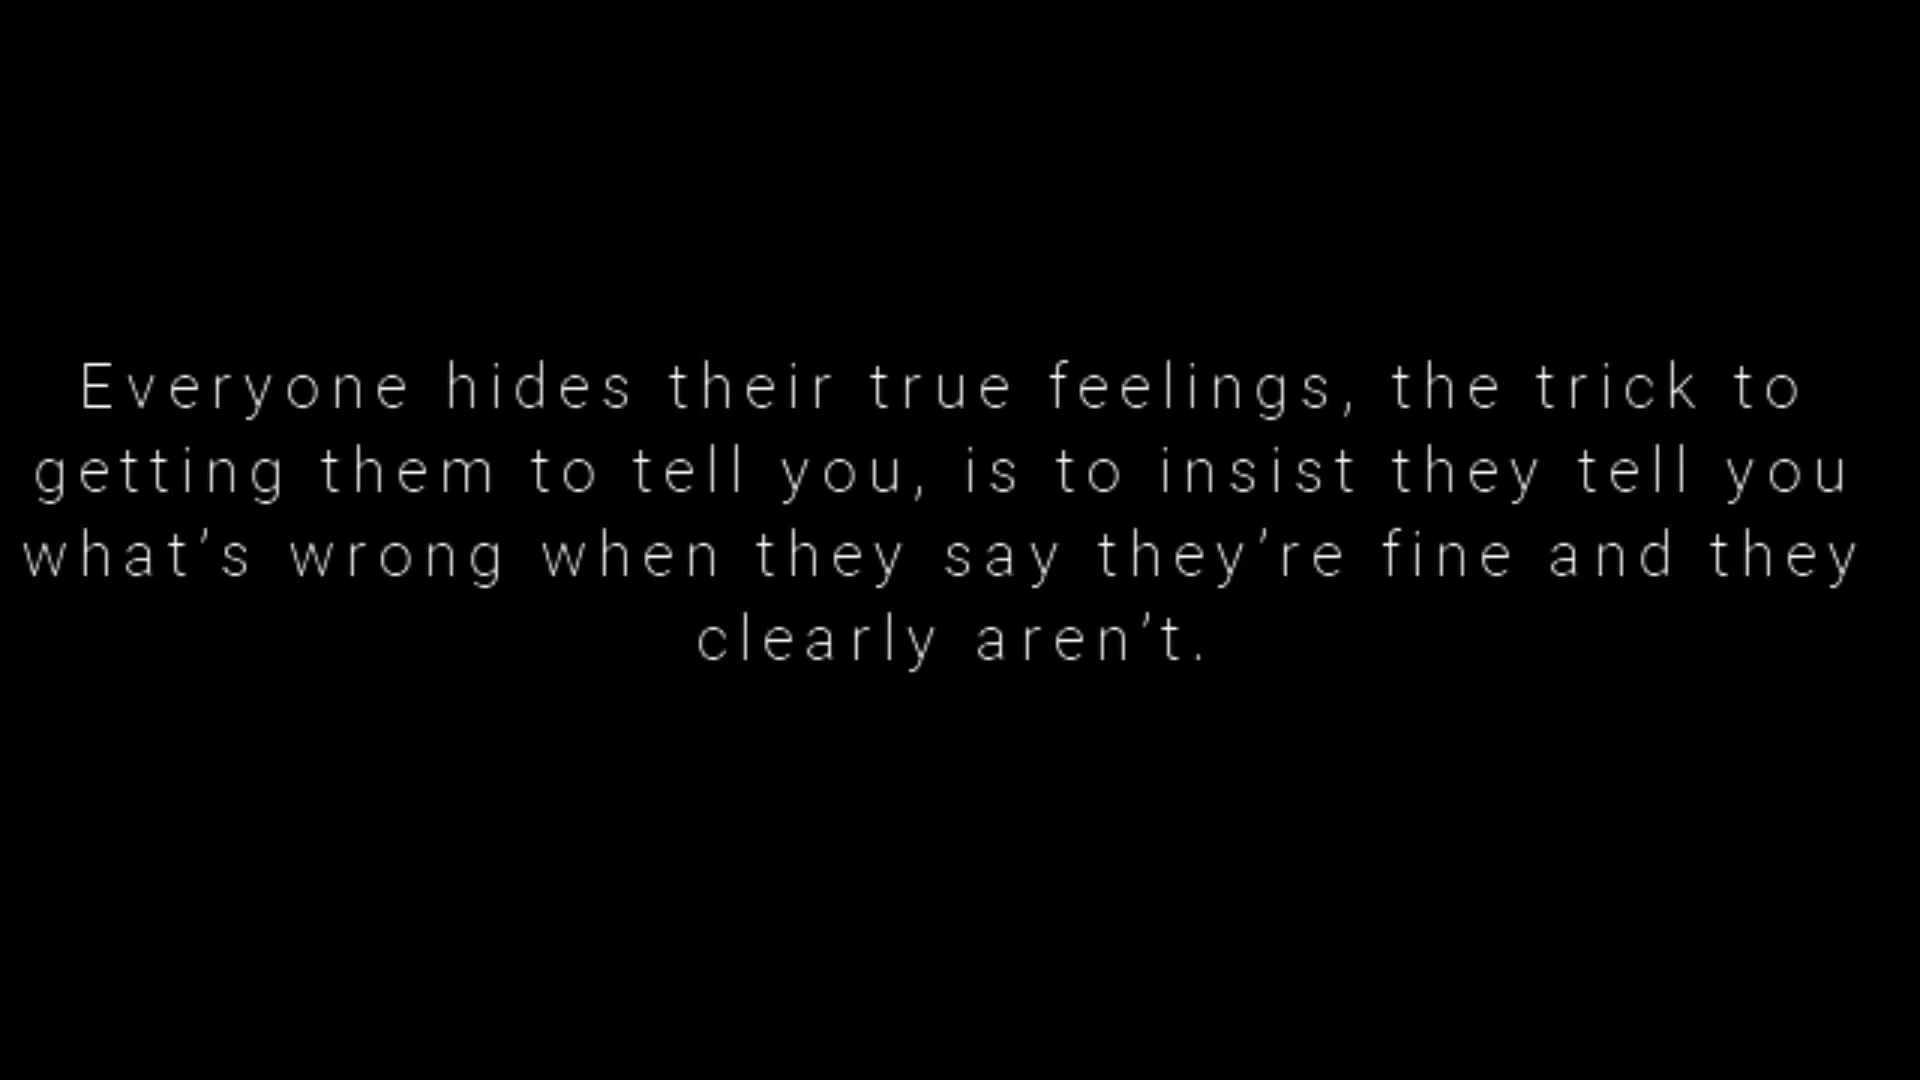 Everyone hides their true feelings, the trick to
getting them to tell you, is to insist they tell you
what’s wrong when they say they’re fine and they
clearly aren’t.